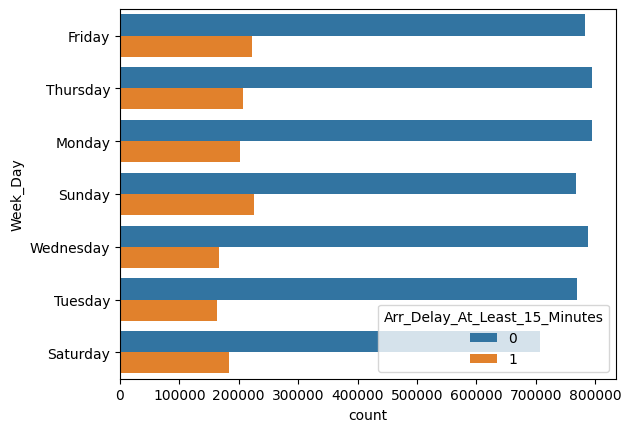 Week_Day
Friday
Thursday
Monday
Sunday
Wednesday
Tuesday
Saturday
Arr_Delay_At_Least_15_Minutes
0
1
0 100000 200000 300000 400000 500000 600000 700000 800000
count